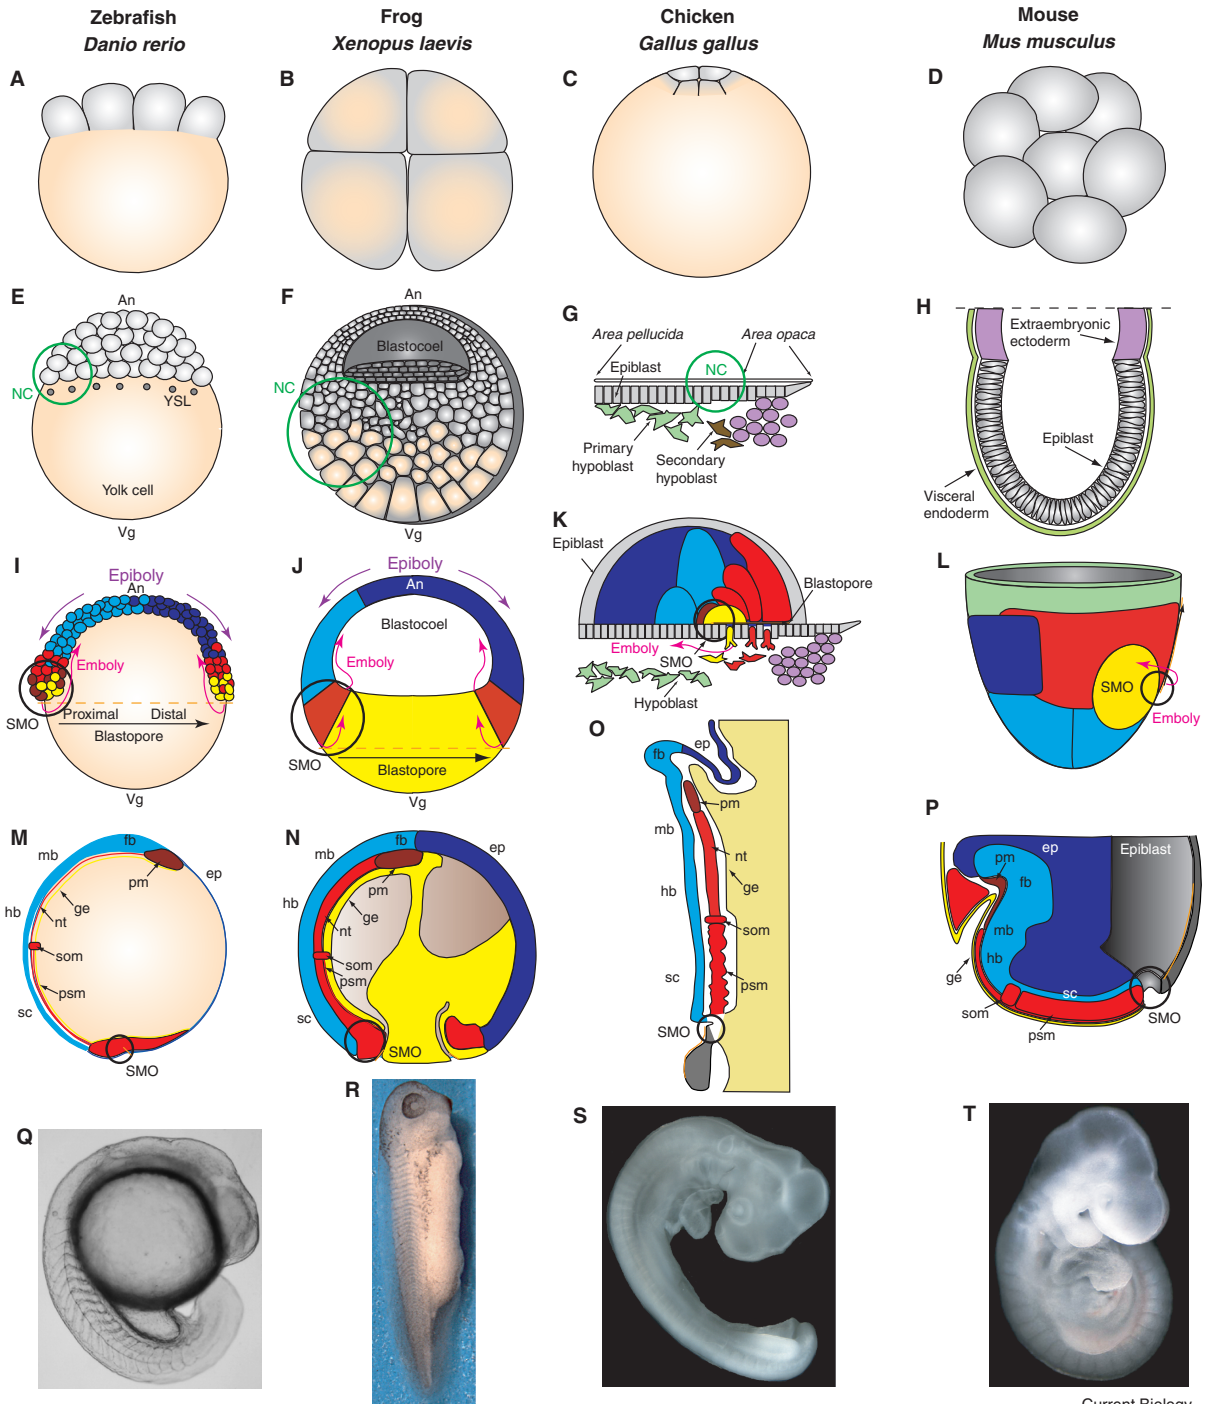 Zebrafish
Danio rerio
Frog
Xenopus laevis
Chicken
Gallus gallus
Mouse
Mus musculus
A
B
C
D
E
An
NC
YSL
Yolk cell
Vg
F
An
Blastocoel
NC
Vg
G
Area pellucida
Area opaca
Epiblast
NC
Primary
hypoblast
Secondary
hypoblast
H
Extraembryonic
ectoderm
Epiblast
Visceral
endoderm
I
Epiboly
An
Emboly
SMO
Proximal
Distal
Blastopore
Vg
J
Epiboly
An
Blastocoel
Emboly
SMO
Blastopore
Vg
K
Epiblast
Blastopore
Emboly
SMO
Hypoblast
L
SMO
Emboly
M
fb
mb
pm
ep
ge
hb
nt
som
psm
sc
SMO
N
fb
mb
ep
pm
hb
ge
nt
som
psm
sc
SMO
O
ep
fb
pm
mb
nt
hb
ge
som
sc
psm
SMO
P
ep
Epiblast
pm
fb
mb
hb
ge
sc
som
psm
SMO
Q
R
S
T
Current Biology